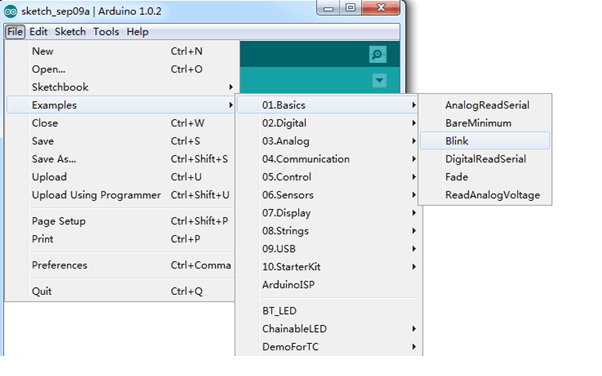 sketch_sep09a | Arduino 1.0.2
File Edit Sketch Tools Help
New Ctrl+N
Open... Ctrl+O
Sketchbook
Examples
Close Ctrl+W
Save Ctrl+S
Save As... Ctrl+Shift+S
Upload Ctrl+U
Upload Using Programmer Ctrl+Shift+U
Page Setup Ctrl+Shift+P
Print Ctrl+P
Preferences Ctrl+Comma
Quit Ctrl+Q
01.Basics
02.Digital
03.Analog
04.Communication
05.Control
06.Sensors
07.Display
08.Strings
09.USB
10.StarterKit
ArduinoISP
BT_LED
ChainableLED
DemoForTC
AnalogReadSerial
BareMinimum
Blink
DigitalReadSerial
Fade
ReadAnalogVoltage